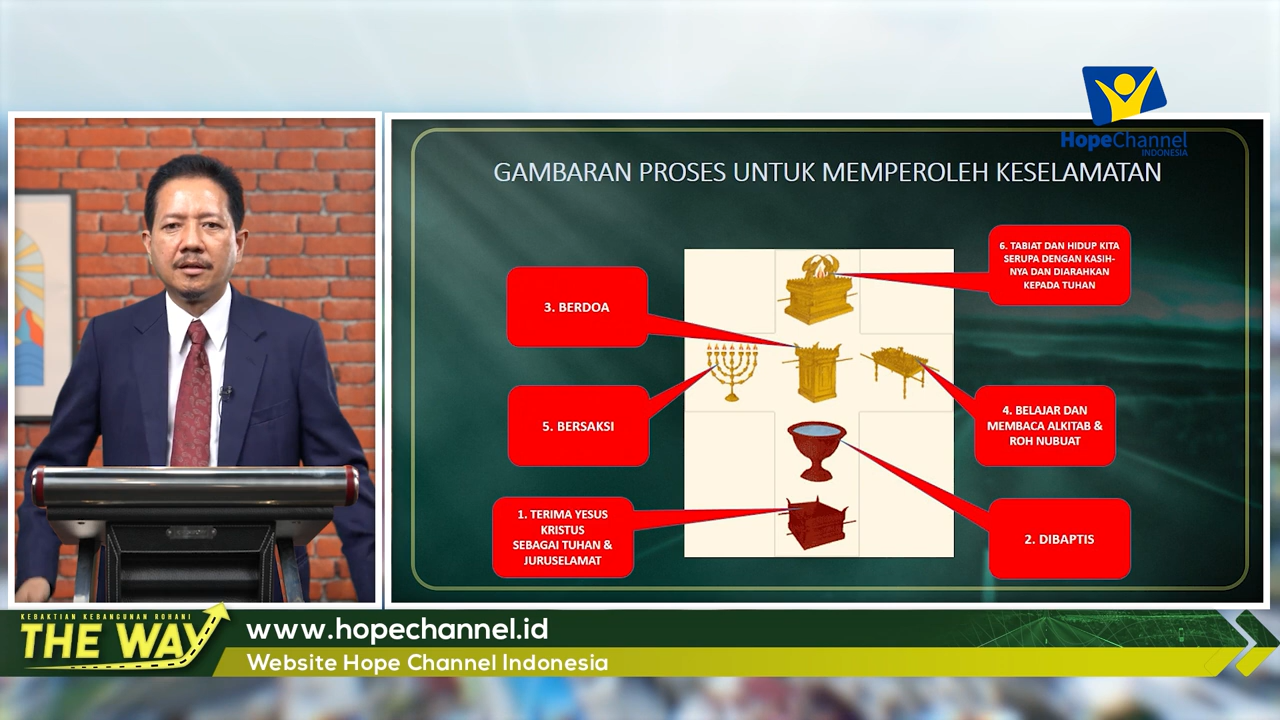 HopeChannel
INDONESIA
GAMBARAN PROSES UNTUK MEMPEROLEH KESELAMATAN
6. TABIAT DAN HIDUP KITA
SERUPA DENGAN KASIH-
NYA DAN DIARAHKAN
KEPADA TUHAN
3. BERDOA
5. BERSAKSI
4. BELAJAR DAN
MEMBACA ALKITAB &
ROH NUBUAT
1. TERIMA YESUS
KRISTUS
SEBAGAI TUHAN &
JURUSELAMAT
2. DIBAPTIS
KEBAKTIAN KEBANGUNAN ROHANI
THE WAY
www.hopechannel.id
Website Hope Channel Indonesia